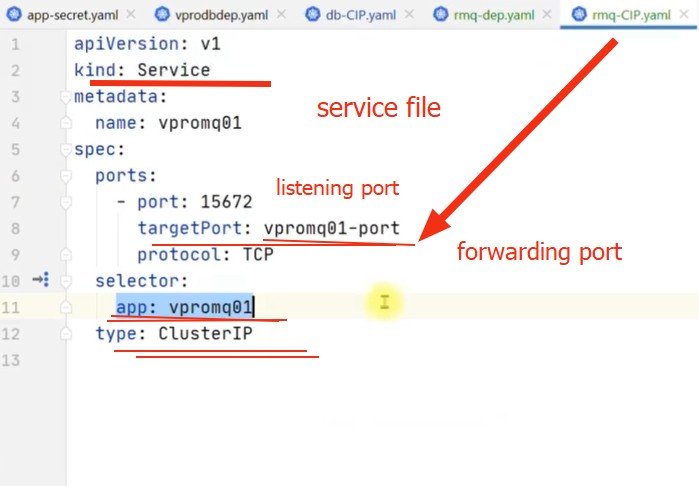 app-secret.yaml vprodbdep.yaml db-CIP.yaml rmq-dep.yaml rmq-CIP.yaml
1 apiVersion: v1
2 kind: Service
3 metadata:
service file
4 name: vpromq01
5 spec:
6 ports:
listening port
7 - port: 15672
8 targetPort: vpromq01-port
forwarding port
9 protocol: TCP
10 selector:
11 app: vpromq01
12 type: ClusterIP
13